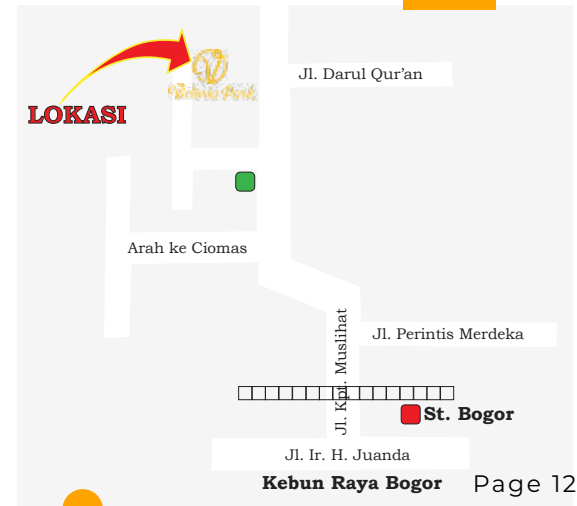 Jl. Darul Qur’an
LOKASI
Arah ke Ciomas
Jl. Kpt. Muslihat
Jl. Perintis Merdeka
St. Bogor
Jl. Ir. H. Juanda
Kebun Raya Bogor
Page 12